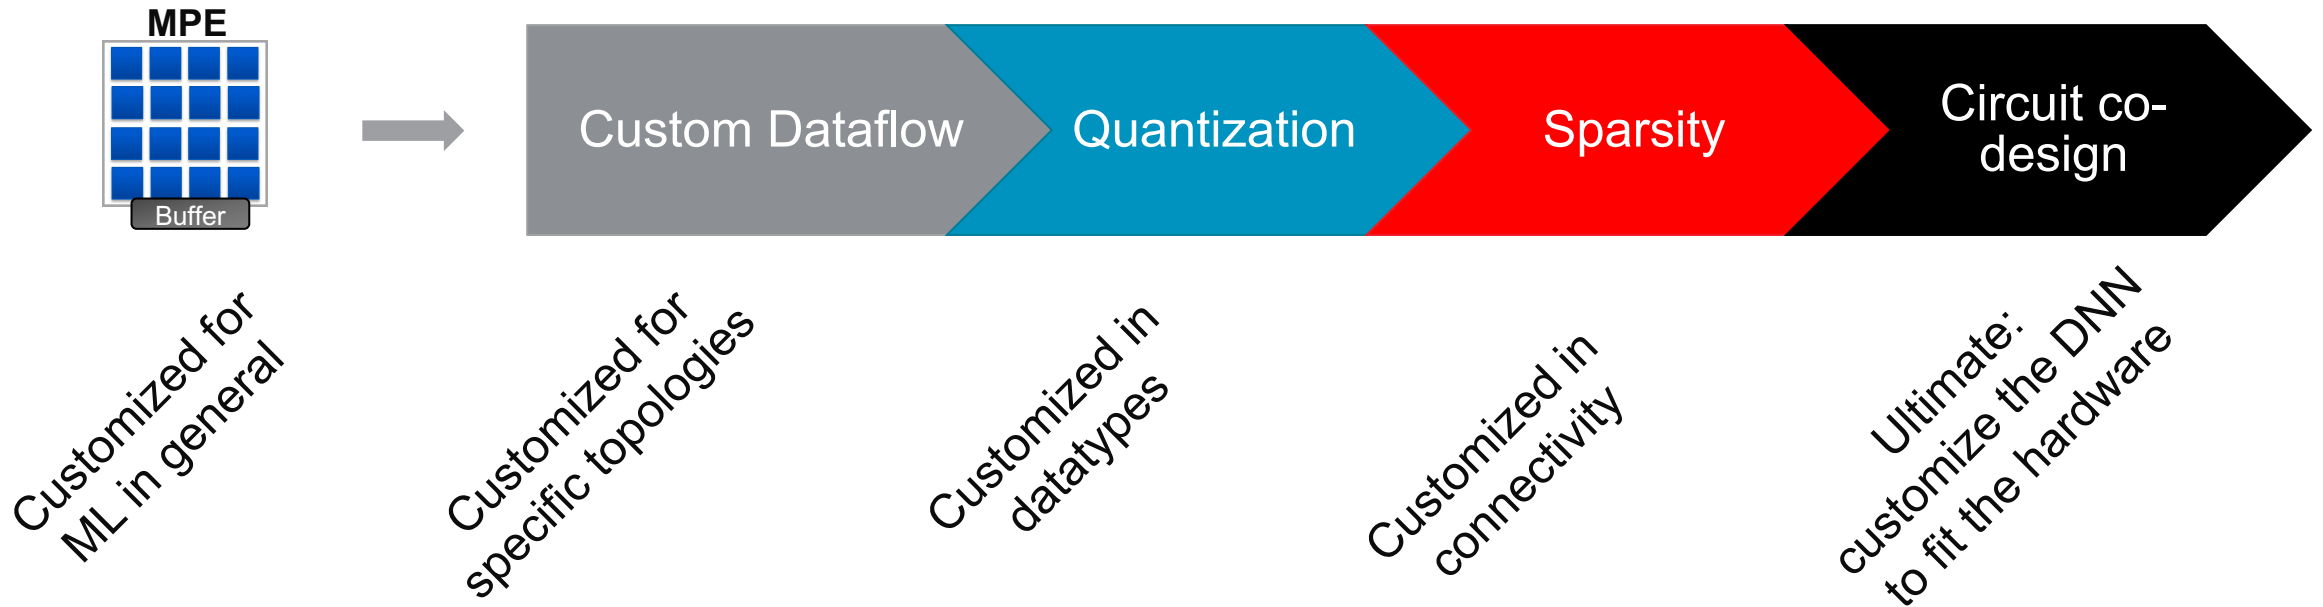 MPE
Buffer
Custom Dataflow
Quantization
Sparsity
Circuit co-
design
Customized for
ML in general
Customized for
specific topologies
Customized in
datatypes
Customized in
connectivity
Ultimate:
customize the DNN
to fit the hardware